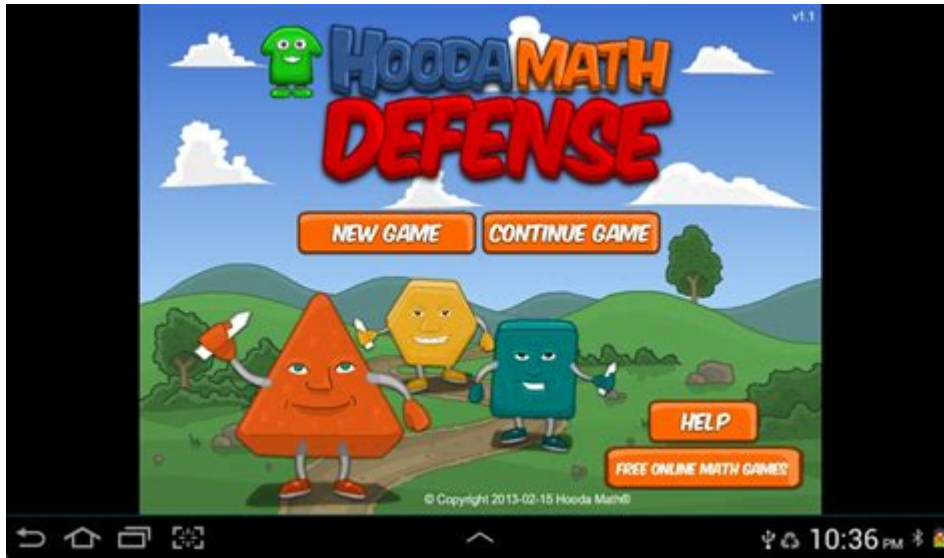 v1.1
HOODA MATH
DEFENSE
NEW GAME
CONTINUE GAME
HELP
FREE ONLINE MATH GAMES
© Copyright 2013-02-15 Hooda Math®
10:36 PM